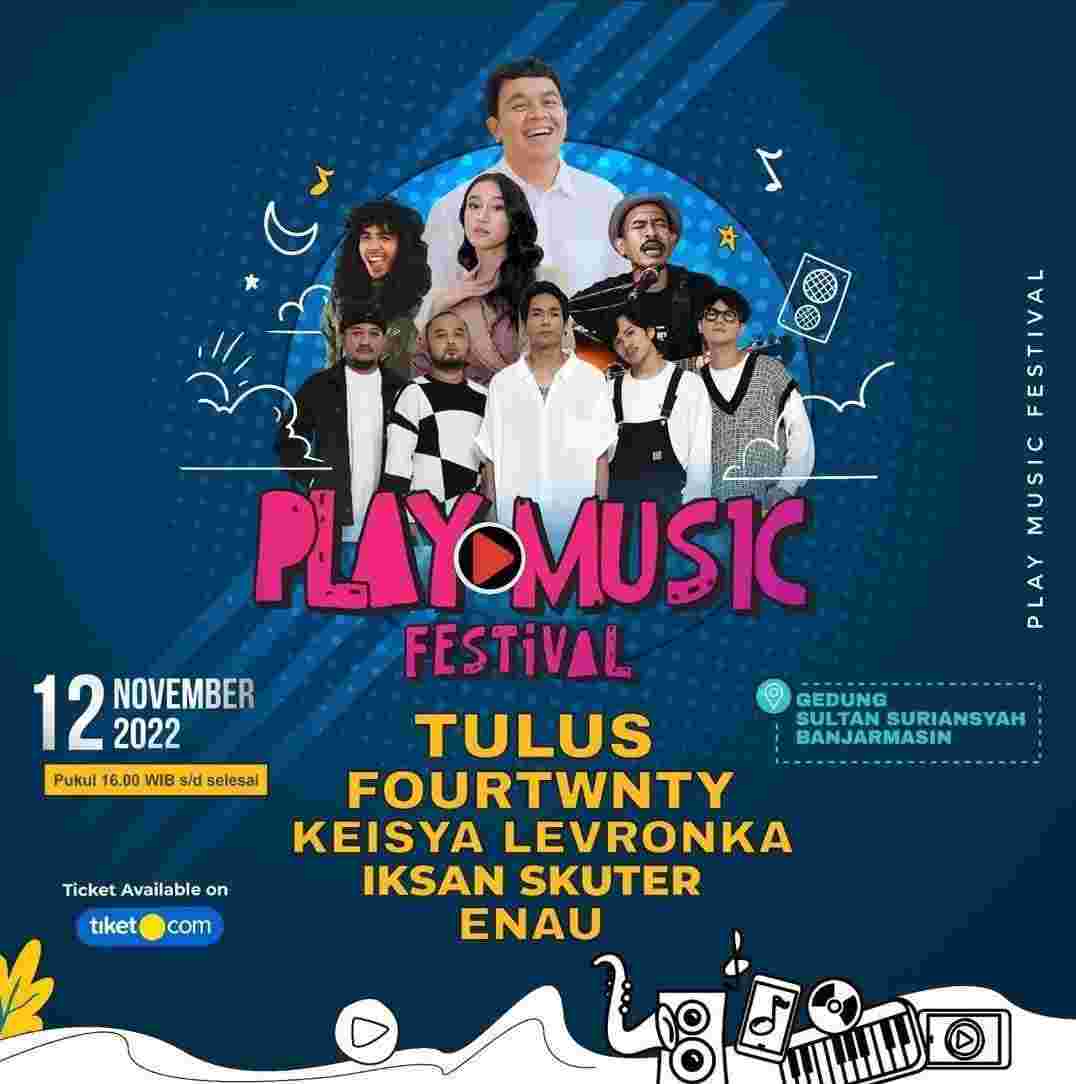 PLAY MUSIC
FESTiVAL
PLAY MUSIC FESTIVAL
12 NOVEMBER
2022
Pukul 16.00 WIB s/d selesai
GEDUNG
SULTAN SURIANSYAH
BANJARMASIN
TULUS
FOURTWNTY
KEISYA LEVRONKA
IKSAN SKUTER
ENAU
Ticket Available on
tiket.com